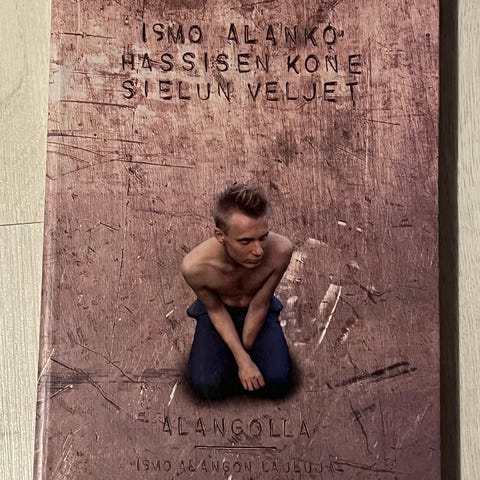 ISMO ALANKO
HASSISEN KONE
SIELUN VELJET
ALANGOLLA
ISMO ALANGON LAULUJA